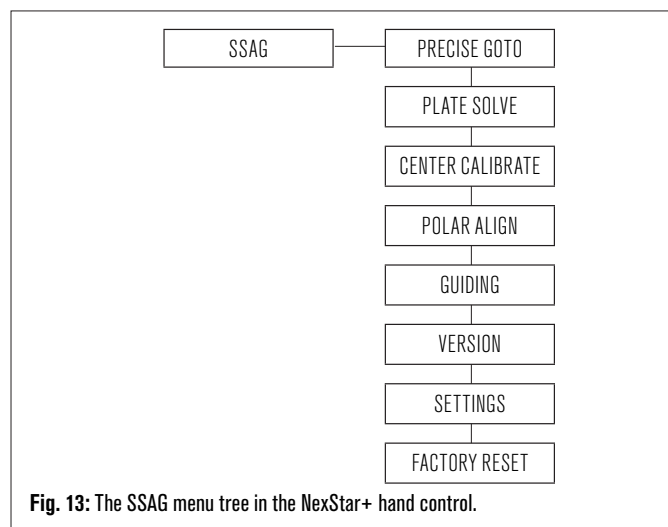 SSAG
PRECISE GOTO
PLATE SOLVE
CENTER CALIBRATE
POLAR ALIGN
GUIDING
VERSION
SETTINGS
FACTORY RESET
Fig. 13: The SSAG menu tree in the NexStar+ hand control.